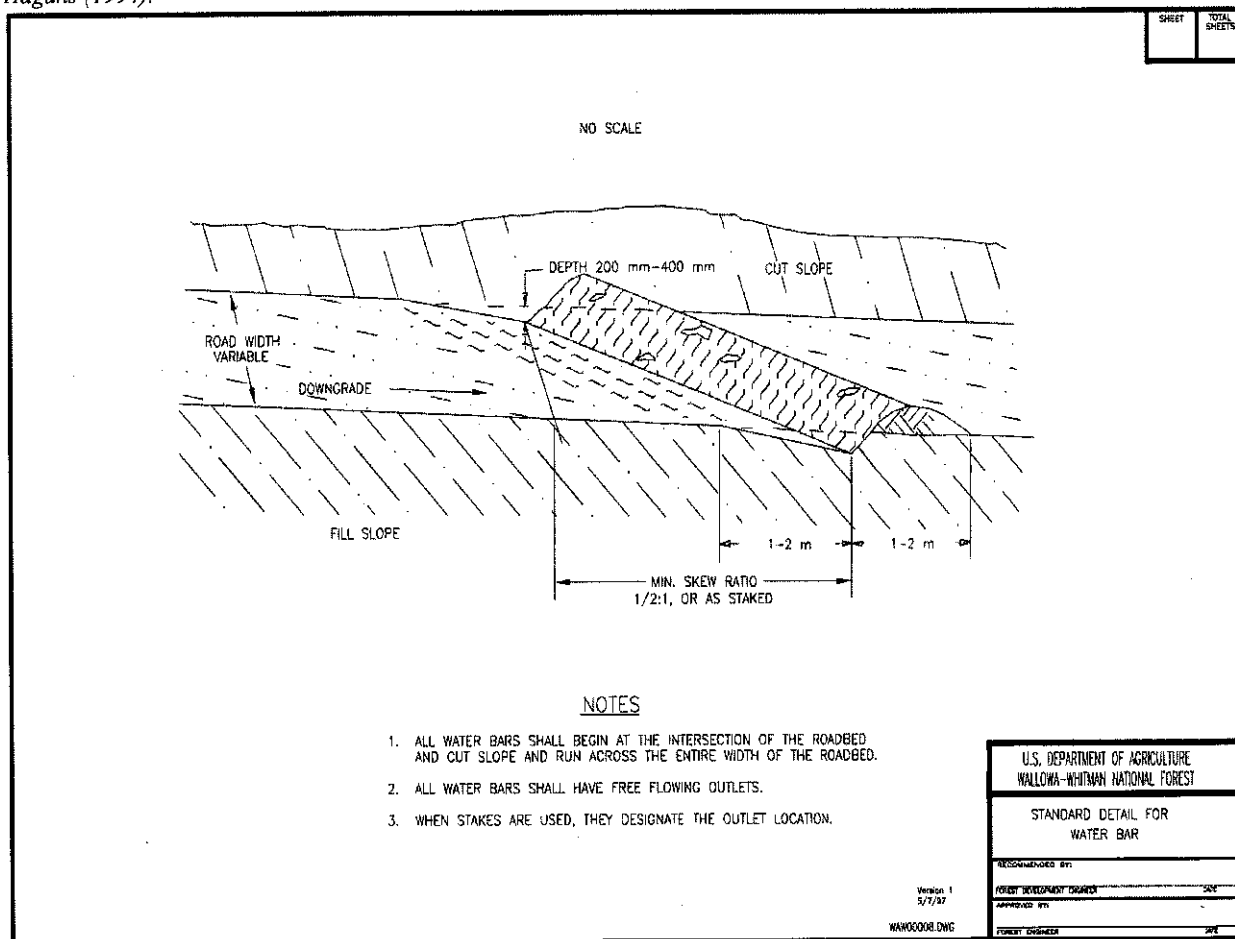 SHEET
TOTAL
SHEETS
NO SCALE
DEPTH 200 mm-400 mm
CUT SLOPE
ROAD WIDTH
VARIABLE
DOWNGRADE
FILL SLOPE
1-2 m
1-2 m
MIN. SKEW RATIO
1/2:1, OR AS STAKED
NOTES
1. ALL WATER BARS SHALL BEGIN AT THE INTERSECTION OF THE ROADBED
AND CUT SLOPE AND RUN ACROSS THE ENTIRE WIDTH OF THE ROADBED.
2. ALL WATER BARS SHALL HAVE FREE FLOWING OUTLETS.
3. WHEN STAKES ARE USED, THEY DESIGNATE THE OUTLET LOCATION.
U.S. DEPARTMENT OF AGRICULTURE
WALLOWA-WHITMAN NATIONAL FOREST
STANDARD DETAIL FOR
WATER BAR
RECOMMENDED BY:
FOREST DEVELOPMENT ENGINEER DATE
APPROVED BY:
FOREST ENGINEER DATE
Version 1
5/7/97
WAW00008.DWG